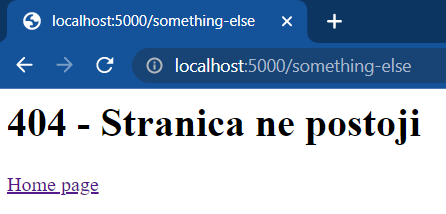 localhost:5000/something-else
localhost:5000/something-else
404 - Stranica ne postoji
Home page